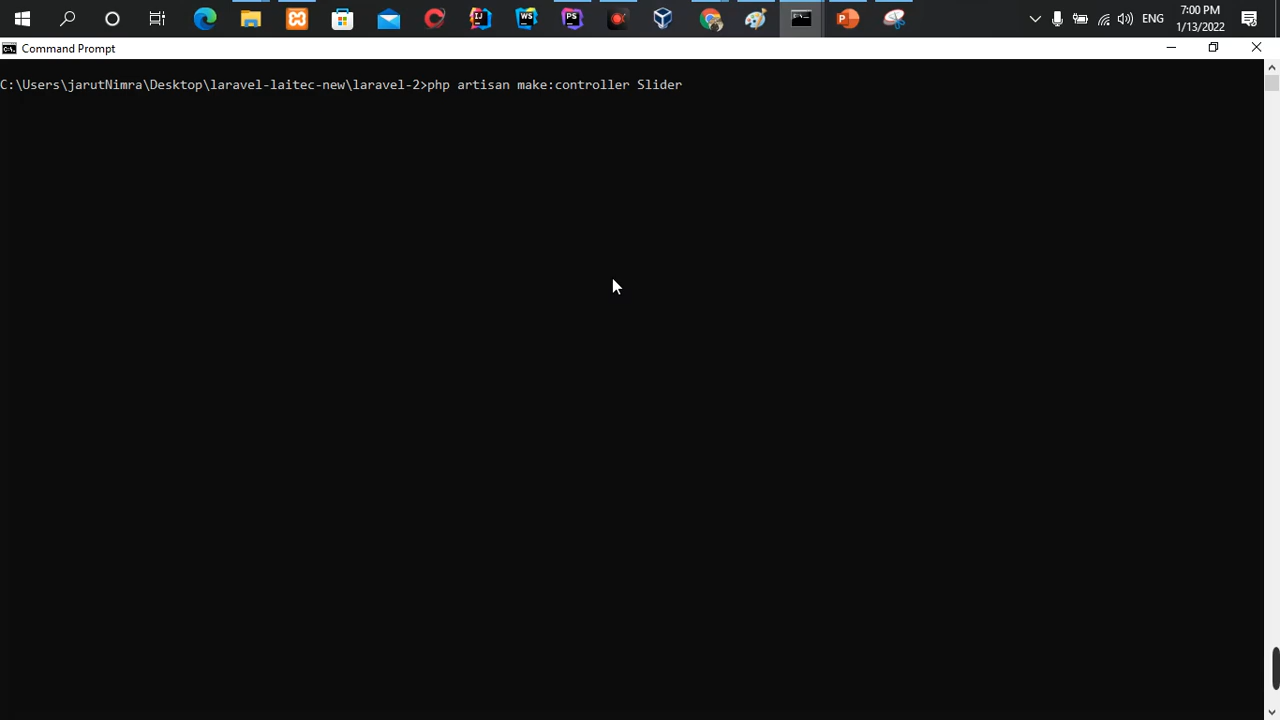 7:00 PM
ENG
1/13/2022
Command Prompt
C:\Users\jarutNimra\Desktop\laravel-laitec-new\laravel-2>php artisan make:controller Slider